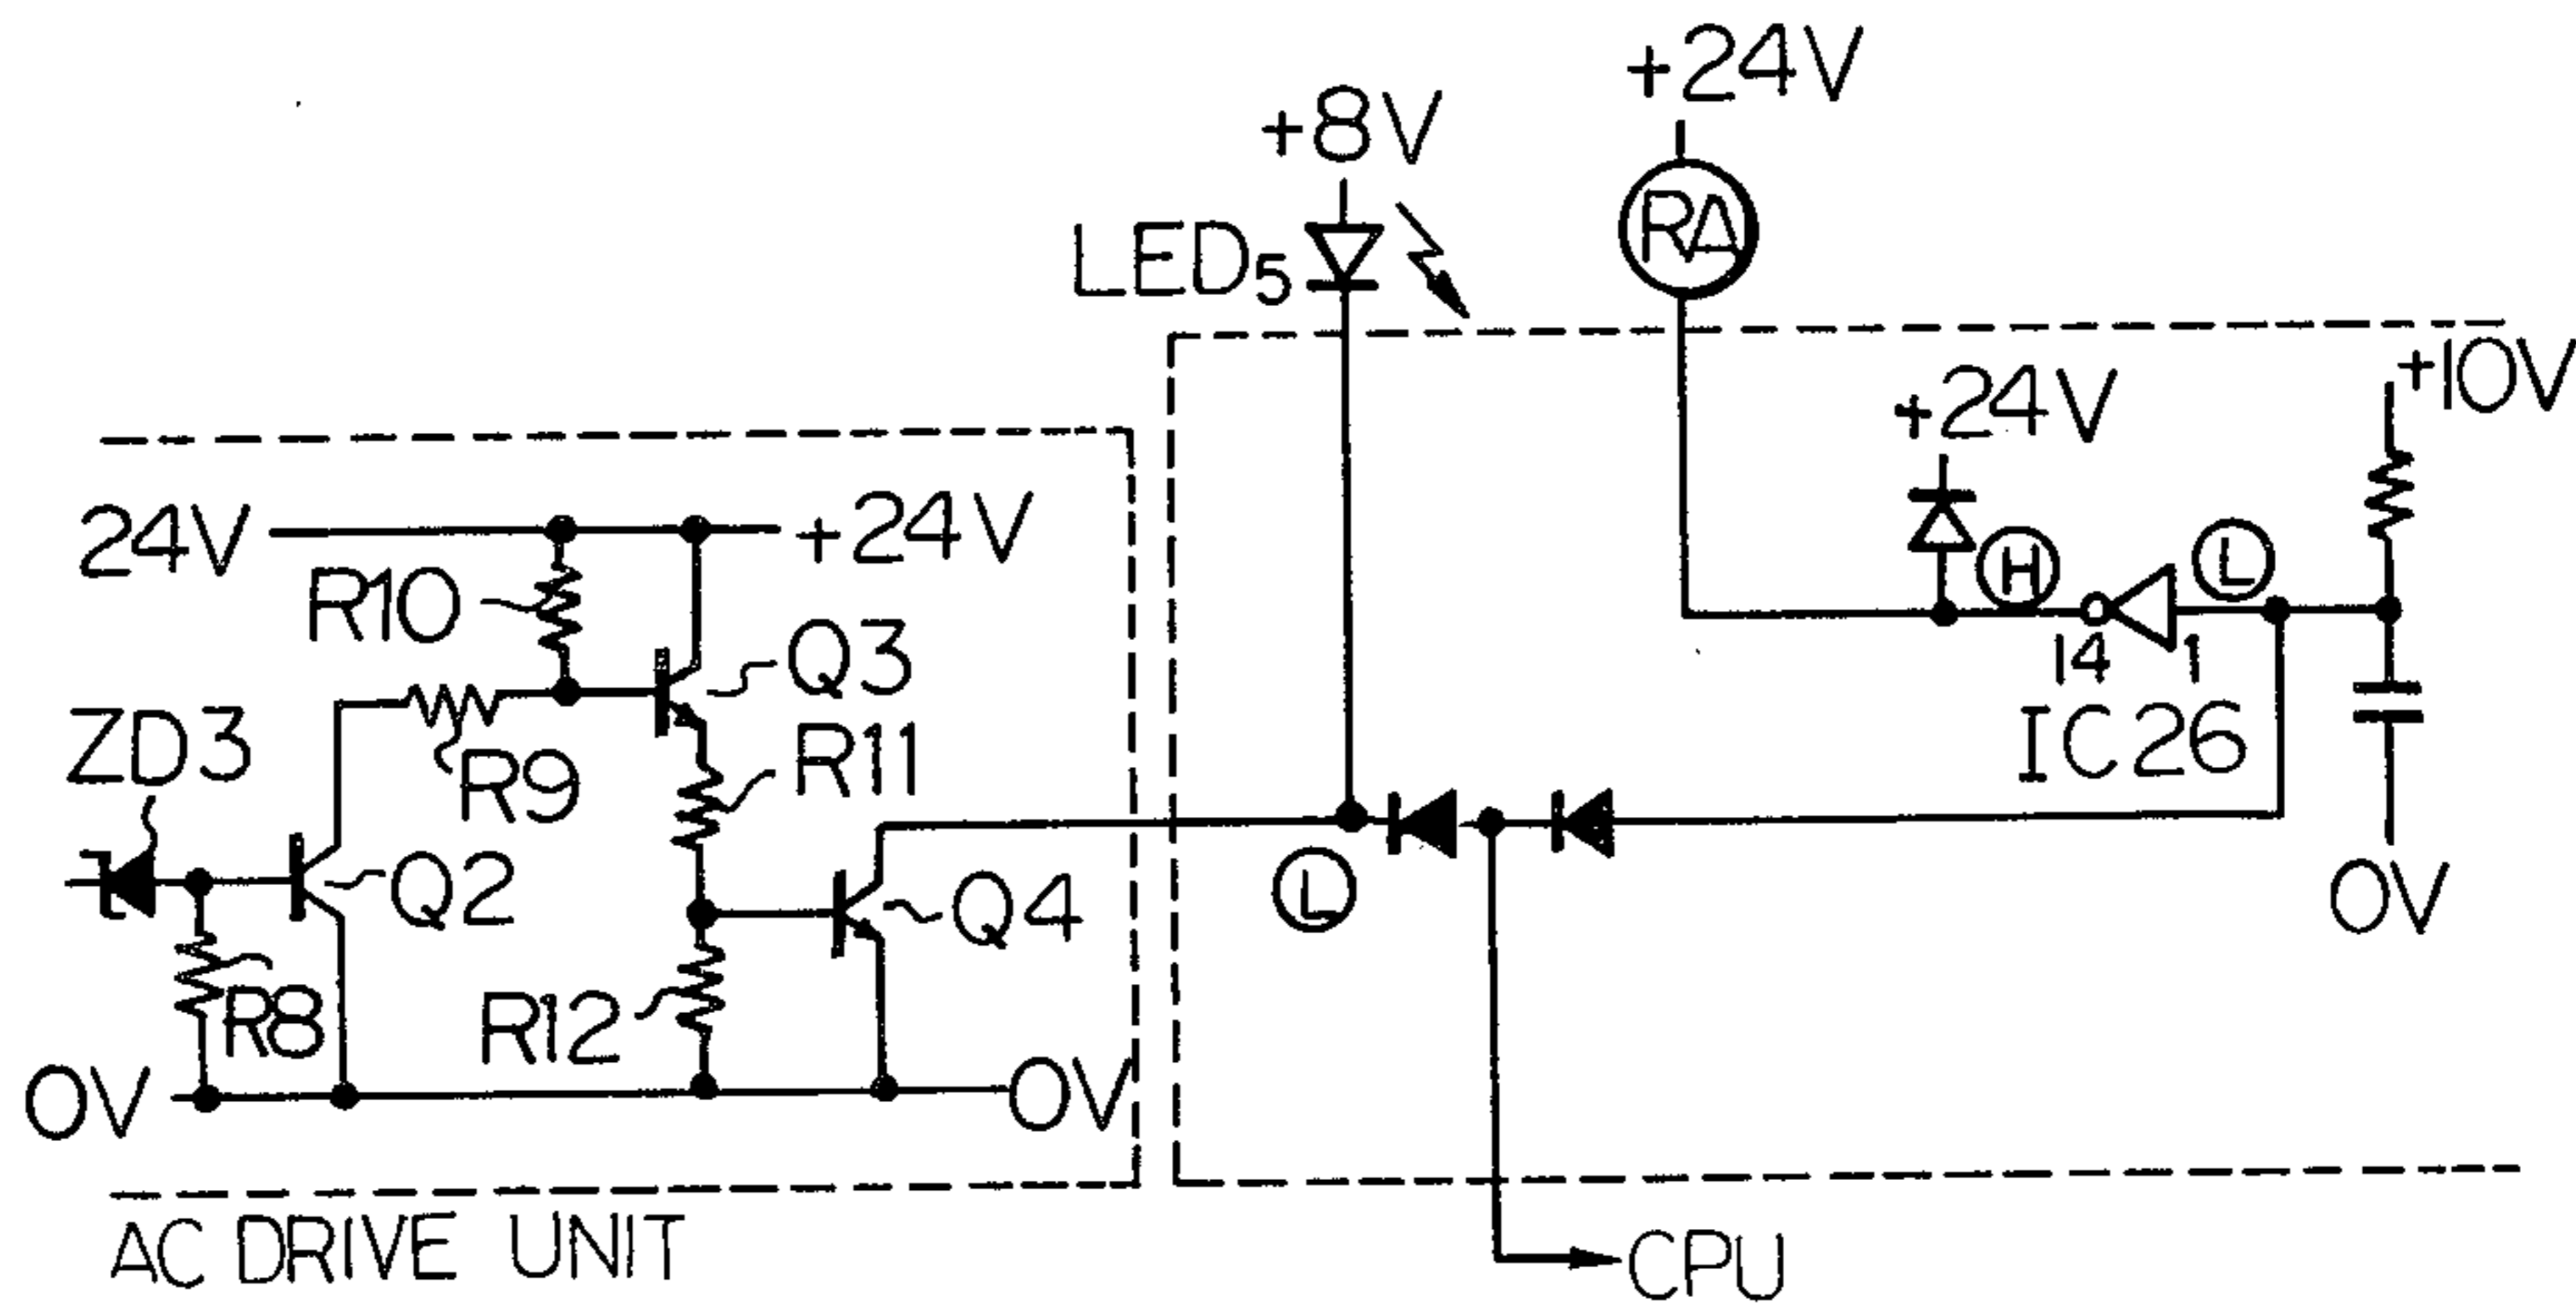 +24V
+8V
RA
LED5
+10V
+24V
24V
+24V
H
L
R10
Q3
14
1
ZD3
R9
R11
IC26
Q2
Q4
L
0V
R8
R12
0V
0V
AC DRIVE UNIT
CPU